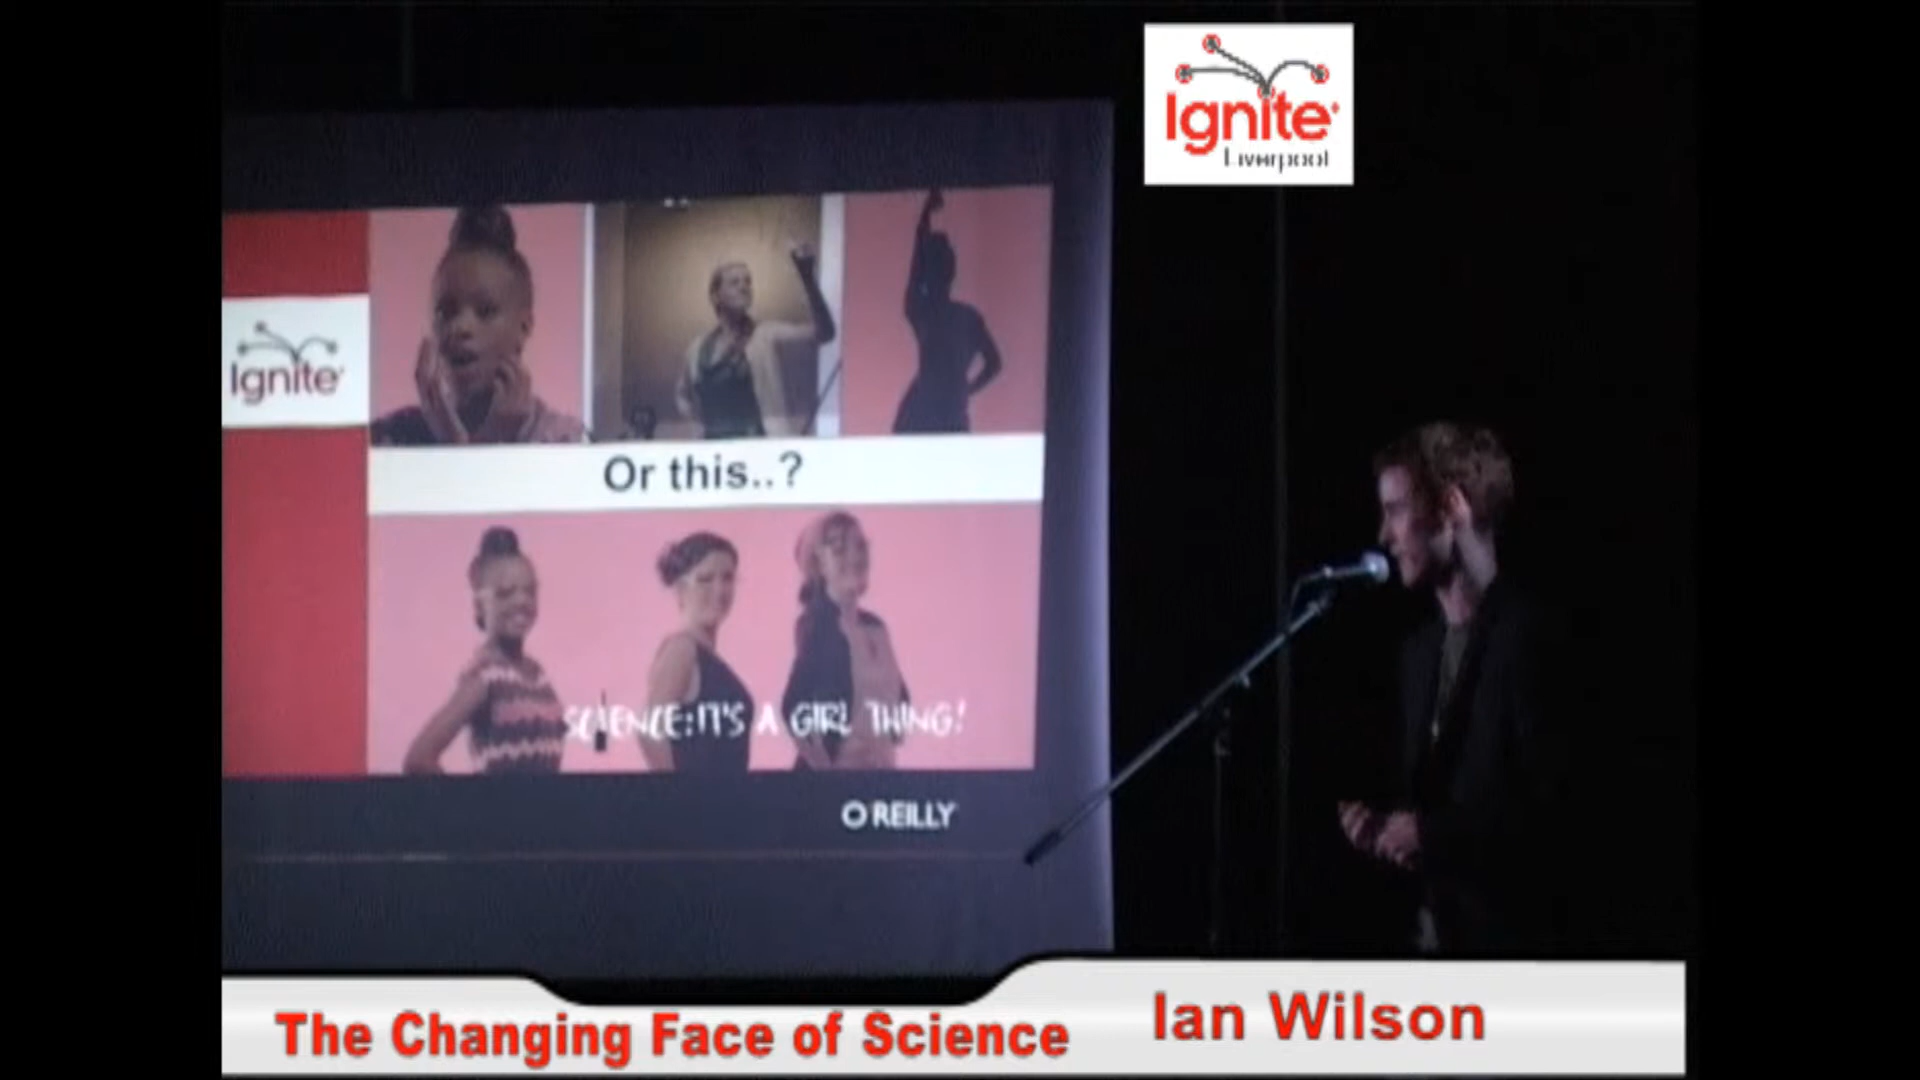 Ignite
Liverpool
Ignite
Or this..?
SCIENCE: IT'S A GIRL THING!
O REILLY
The Changing Face of Science
Ian Wilson